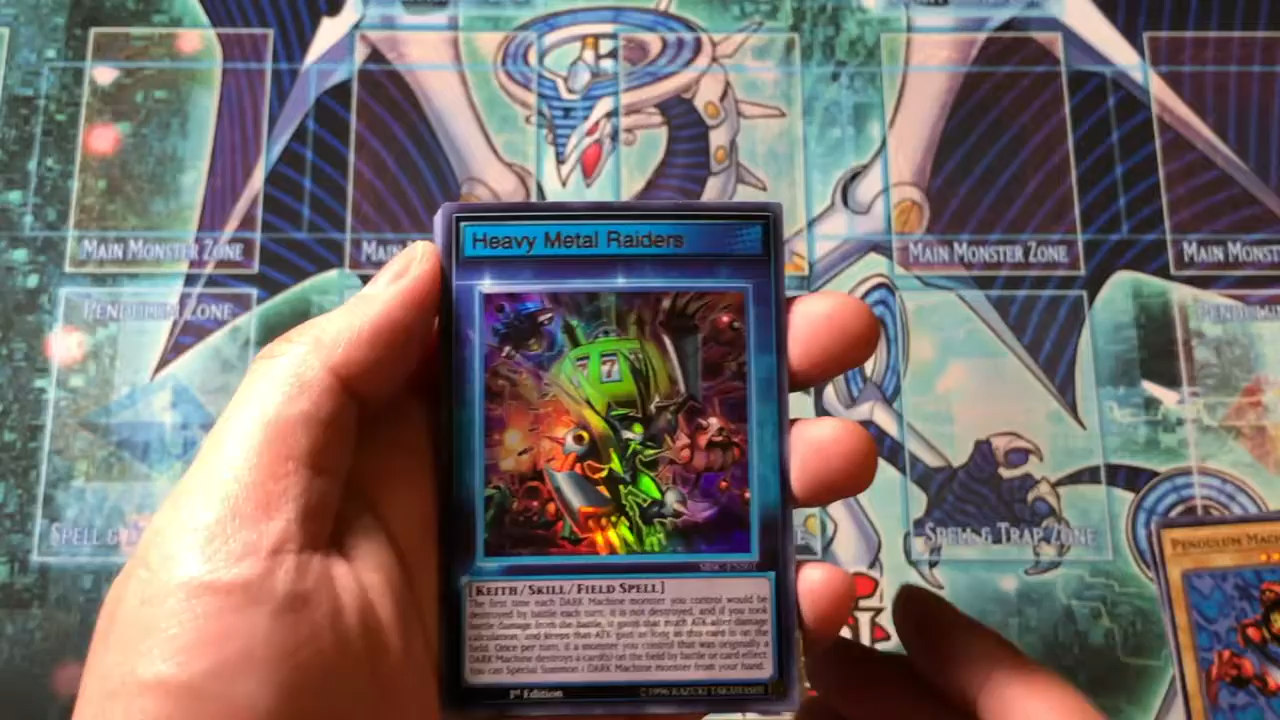 MAIN MONSTER ZONE
MAIN
MAIN MONSTER ZONE
MAIN MONST
PENDULUM ZONE
PENDULUM
SPELL &
SPELL & TRAP ZONE
Heavy Metal Raiders
[KEITH/SKILL/FIELD SPELL]
The first time each DARK Machine monster you control would be
destroyed by battle each turn, it is not destroyed, and if you took
battle damage from the battle, it gains that much ATK after damage
calculation, and keeps that ATK gain as long as this card is on the
field. Once per turn, if a monster you control that was originally a
DARK Machine destroys a card(s) on the field by battle or card effect:
You can Special Summon 1 DARK Machine monster from your hand.
1st Edition
©1996 KAZUKI TAKAHASHI
PENDULUM MACH